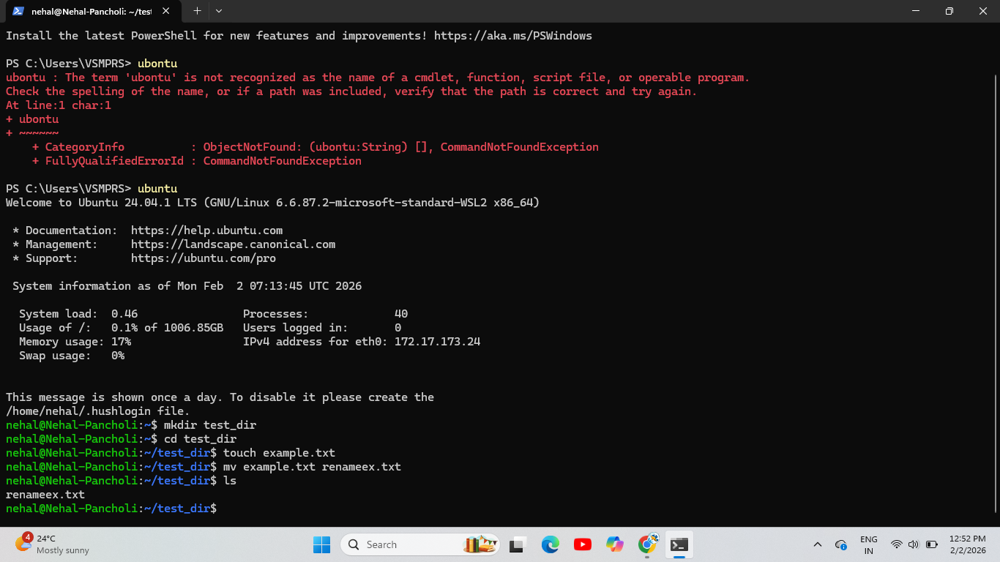 nehal@Nehal-Pancholi: ~/test
Install the latest PowerShell for new features and improvements! https://aka.ms/PSWindows
PS C:\Users\VSMPRS> ubontu
ubontu : The term 'ubontu' is not recognized as the name of a cmdlet, function, script file, or operable program.
Check the spelling of the name, or if a path was included, verify that the path is correct and try again.
At line:1 char:1
+ ubontu
+ ~~~~~~
    + CategoryInfo          : ObjectNotFound: (ubontu:String) [], CommandNotFoundException
    + FullyQualifiedErrorId : CommandNotFoundException
PS C:\Users\VSMPRS> ubuntu
Welcome to Ubuntu 24.04.1 LTS (GNU/Linux 6.6.87.2-microsoft-standard-WSL2 x86_64)
 * Documentation:  https://help.ubuntu.com
 * Management:     https://landscape.canonical.com
 * Support:        https://ubuntu.com/pro
 System information as of Mon Feb  2 07:13:45 UTC 2026
  System load:  0.46                Processes:             40
  Usage of /:   0.1% of 1006.85GB   Users logged in:       0
  Memory usage: 17%                 IPv4 address for eth0: 172.17.173.24
  Swap usage:   0%
This message is shown once a day. To disable it please create the
/home/nehal/.hushlogin file.
nehal@Nehal-Pancholi:~$ mkdir test_dir
nehal@Nehal-Pancholi:~$ cd test_dir
nehal@Nehal-Pancholi:~/test_dir$ touch example.txt
nehal@Nehal-Pancholi:~/test_dir$ mv example.txt renameex.txt
nehal@Nehal-Pancholi:~/test_dir$ ls
renameex.txt
nehal@Nehal-Pancholi:~/test_dir$
4
24°C
Mostly sunny
Search
ENG
IN
12:52 PM
2/2/2026